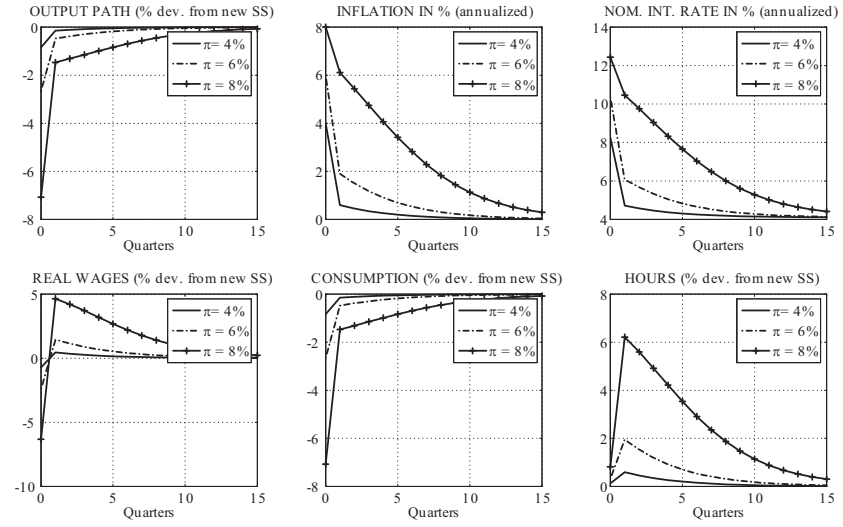 OUTPUT PATH (% dev. from new SS)
0
-2
-4
-6
-8
0 5 10 15
Quarters
π= 4%
π = 6%
π = 8%
INFLATION IN % (annualized)
8
6
4
2
0
0 5 10 15
Quarters
π= 4%
π = 6%
π = 8%
NOM. INT. RATE IN % (annualized)
14
12
10
8
6
4
0 5 10 15
Quarters
π= 4%
π = 6%
π = 8%
REAL WAGES (% dev. from new SS)
5
0
-5
-10
0 5 10 15
Quarters
π= 4%
π = 6%
π = 8%
CONSUMPTION (% dev. from new SS)
0
-2
-4
-6
-8
0 5 10 15
Quarters
π= 4%
π = 6%
π = 8%
HOURS (% dev. from new SS)
8
6
4
2
0
0 5 10 15
Quarters
π= 4%
π = 6%
π = 8%